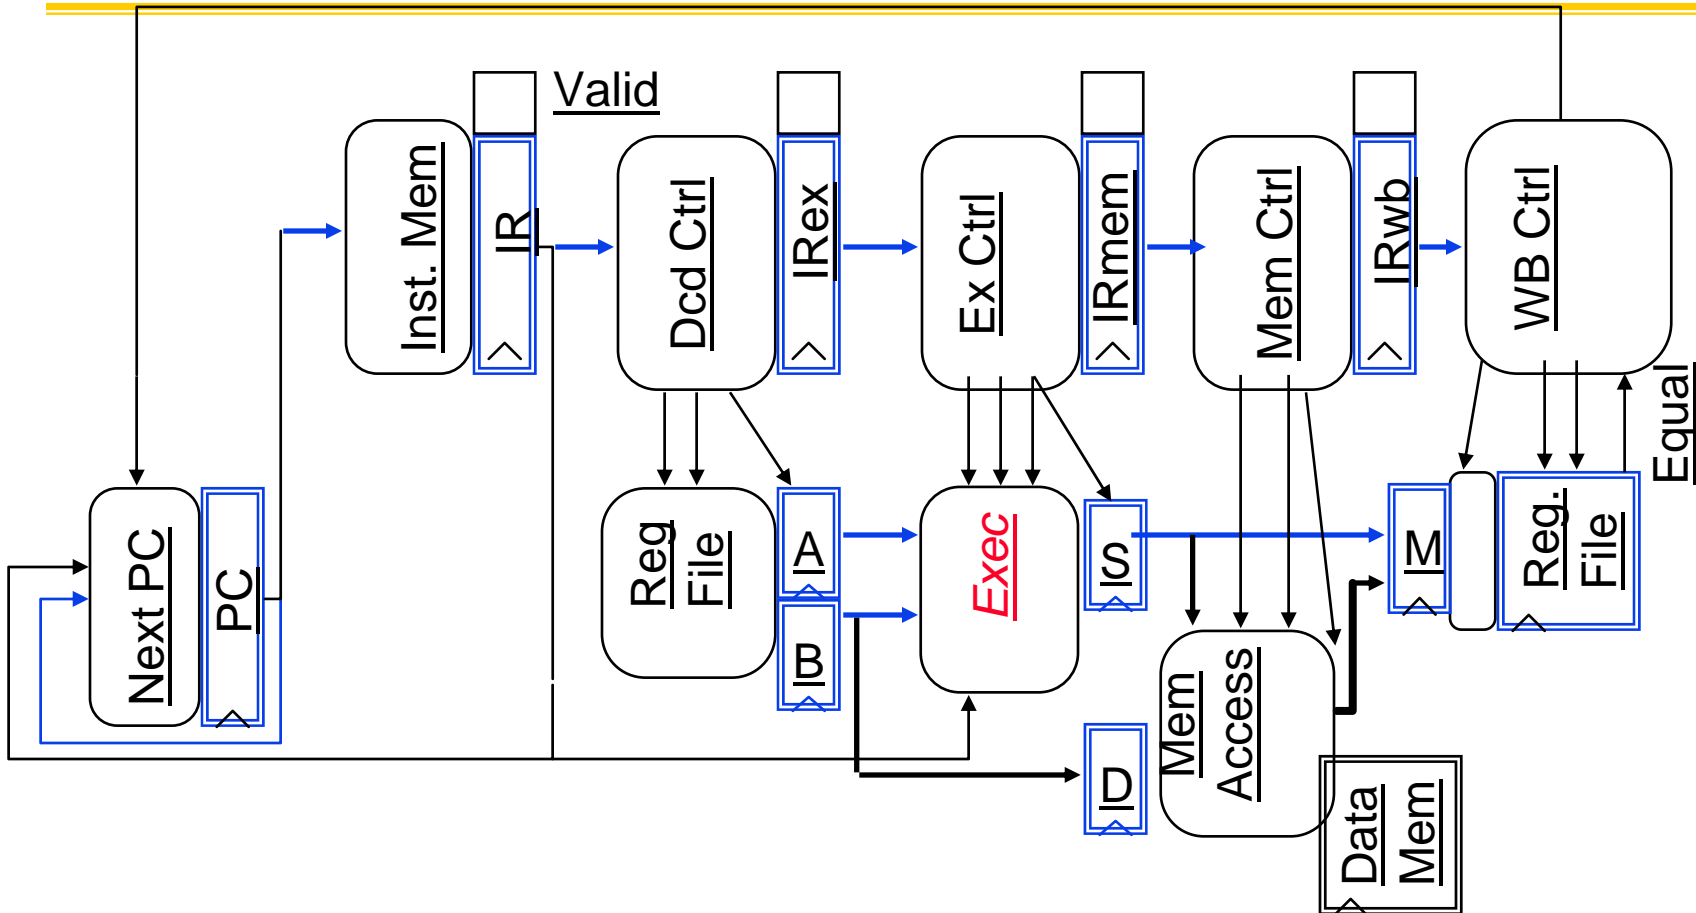 Valid
Inst. Mem
IR
Dcd Ctrl
IRex
Ex Ctrl
IRmem
Mem Ctrl
IRwb
WB Ctrl
Equal
Next PC
PC
Reg
File
A
B
Exec
S
D
Mem
Access
M
Reg.
File
Data
Mem